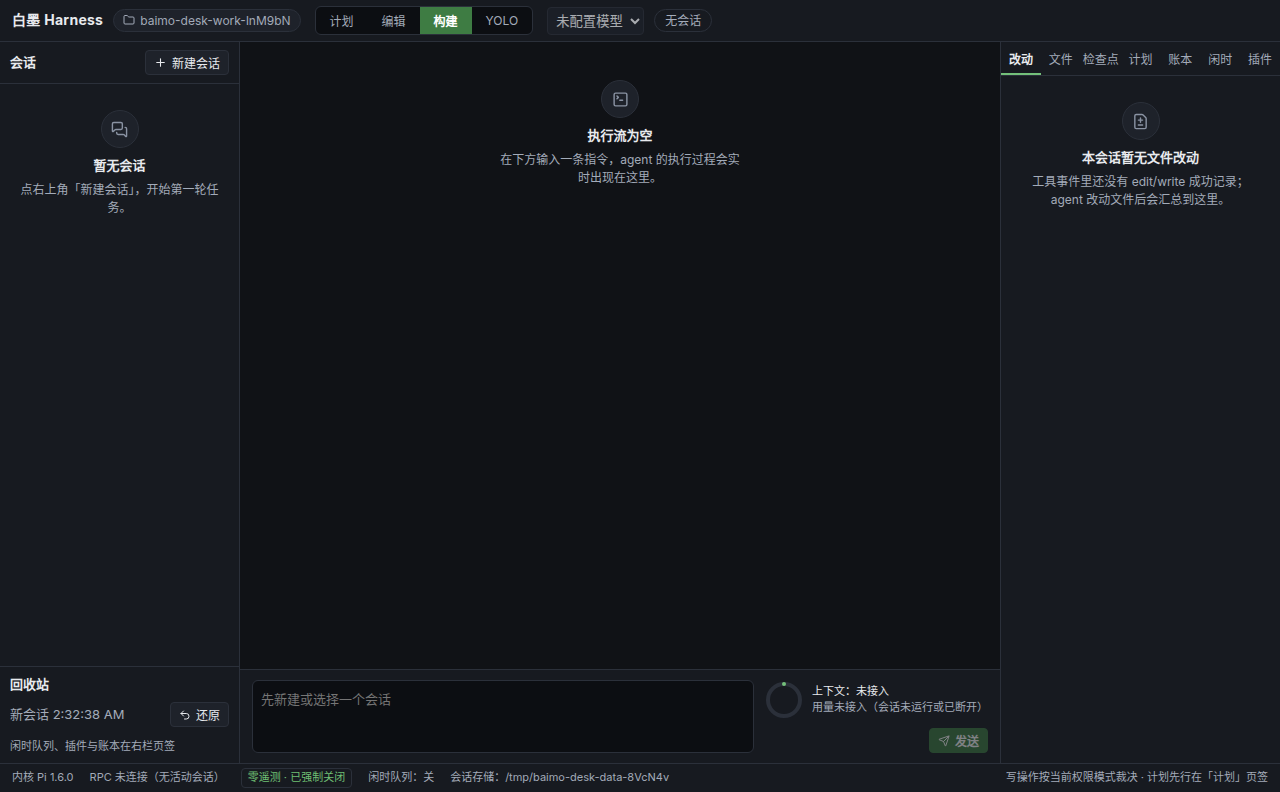 白墨 Harness
baimo-desk-work-InM9bN
计划 编辑 构建 YOLO
未配置模型
无会话
会话
新建会话
暂无会话
点右上角「新建会话」，开始第一轮任
务。
回收站
新会话 2:32:38 AM
还原
闲时队列、插件与账本在右栏页签
执行流为空
在下方输入一条指令，agent 的执行过程会实
时出现在这里。
先新建或选择一个会话
上下文：未接入
用量未接入（会话未运行或已断开）
发送
改动 文件 检查点 计划 账本 闲时 插件
本会话暂无文件改动
工具事件里还没有 edit/write 成功记录；
agent 改动文件后会汇总到这里。
内核 Pi 1.6.0 RPC 未连接（无活动会话） 零遥测 · 已强制关闭 闲时队列：关 会话存储：/tmp/baimo-desk-data-8VcN4v 写操作按当前权限模式裁决 · 计划先行在「计划」页签